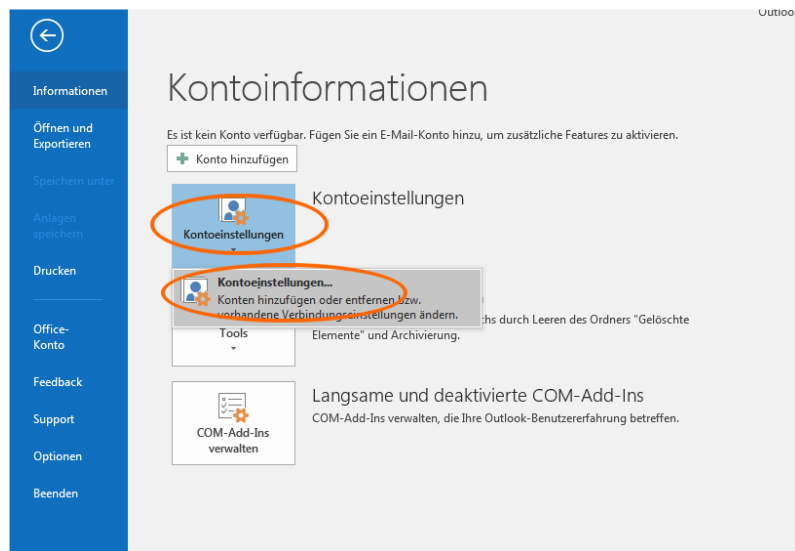 Outloo
Informationen
Öffnen und
Exportieren
Speichern unter
Anlagen
speichern
Drucken
Office-
Konto
Feedback
Support
Optionen
Beenden
Kontoinformationen
Es ist kein Konto verfügbar. Fügen Sie ein E-Mail-Konto hinzu, um zusätzliche Features zu aktivieren.
Konto hinzufügen
Kontoeinstellungen
Kontoeinstellungen
Kontoeinstellungen...
Konten hinzufügen oder entfernen bzw.
vorhandene Verbindungseinstellungen ändern.
chs durch Leeren des Ordners "Gelöschte
Elemente" und Archivierung.
Tools
Langsame und deaktivierte COM-Add-Ins
COM-Add-Ins verwalten, die Ihre Outlook-Benutzererfahrung betreffen.
COM-Add-Ins
verwalten